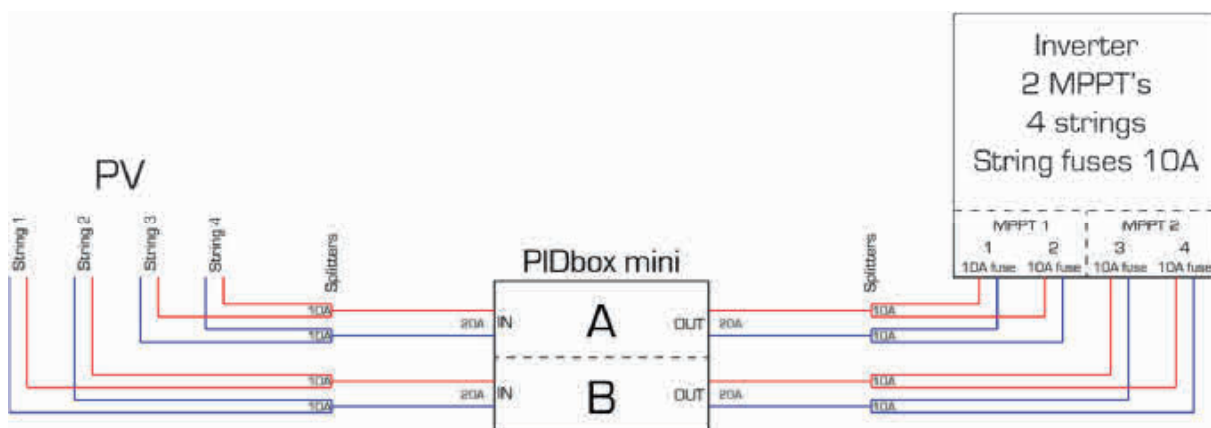 Inverter
2 MPPT's
4 strings
String fuses 10A
PV
String 1
String 2
String 3
String 4
Splitters
PIDbox mini
Splitters
MPPT 1
MPPT 2
1
2
3
4
10A fuse
10A fuse
10A fuse
10A fuse
10A
10A
20A
IN
A
OUT
20A
10A
10A
10A
10A
20A
IN
B
OUT
20A
10A
10A